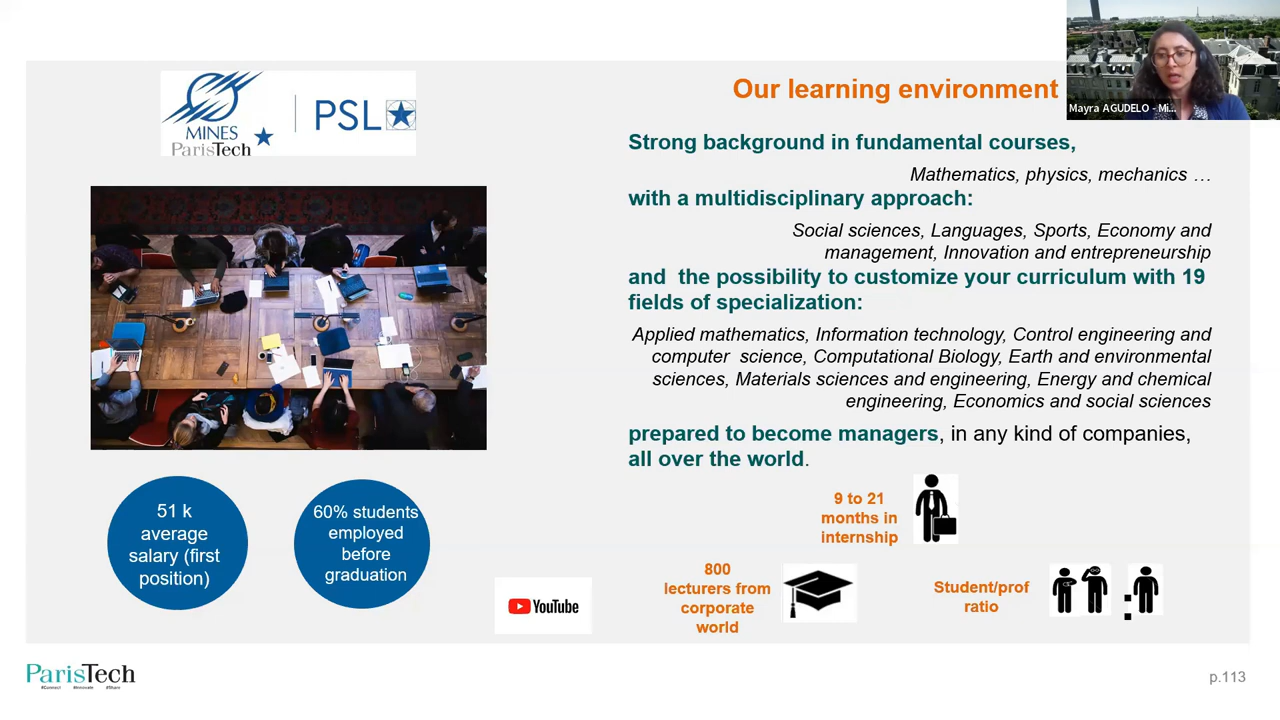 MINES
ParisTech
PSL
Our learning environment
Mayra AGUDELO - Mi...
Strong background in fundamental courses,
Mathematics, physics, mechanics …
with a multidisciplinary approach:
Social sciences, Languages, Sports, Economy and
management, Innovation and entrepreneurship
and the possibility to customize your curriculum with 19
fields of specialization:
Applied mathematics, Information technology, Control engineering and
computer science, Computational Biology, Earth and environmental
sciences, Materials sciences and engineering, Energy and chemical
engineering, Economics and social sciences
prepared to become managers, in any kind of companies,
all over the world.
51 k
average
salary (first
position)
60% students
employed
before
graduation
9 to 21
months in
internship
800
lecturers from
corporate
world
Student/prof
ratio
:
YouTube
ParisTech
#Connect #Innovate #Share
p.113